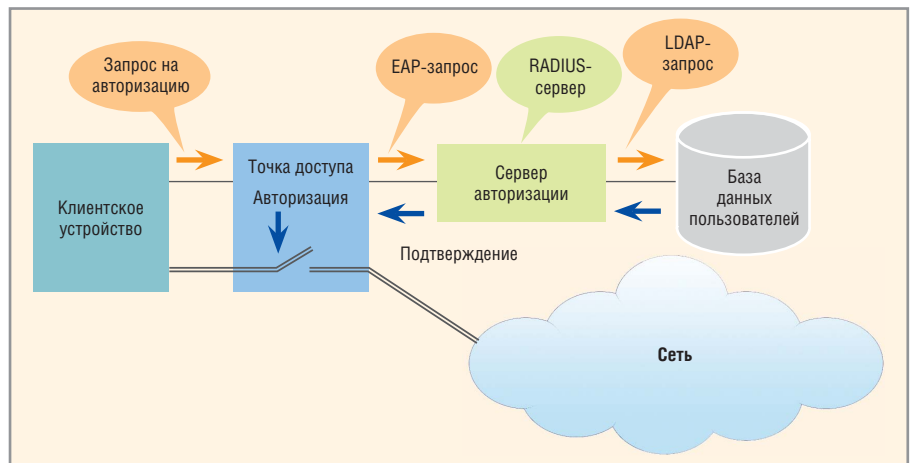 Запрос на
авторизацию
EAP-запрос
RADIUS-
сервер
LDAP-
запрос
Клиентское
устройство
Точка доступа
Авторизация
Сервер
авторизации
База
данных
пользователей
Подтверждение
Сеть